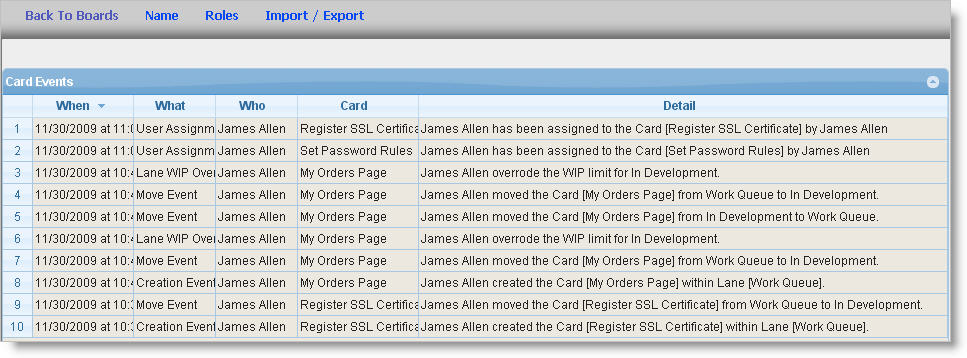 Back To Boards Name Roles Import / Export
Card Events
When What Who Card Detail
1 11/30/2009 at 11:0 User Assignm James Allen Register SSL Certifica James Allen has been assigned to the Card [Register SSL Certificate] by James Allen
2 11/30/2009 at 11:0 User Assignm James Allen Set Password Rules James Allen has been assigned to the Card [Set Password Rules] by James Allen
3 11/30/2009 at 10:4 Lane WIP Over James Allen My Orders Page James Allen overrode the WIP limit for In Development.
4 11/30/2009 at 10:4 Move Event James Allen My Orders Page James Allen moved the Card [My Orders Page] from Work Queue to In Development.
5 11/30/2009 at 10:4 Move Event James Allen My Orders Page James Allen moved the Card [My Orders Page] from In Development to Work Queue.
6 11/30/2009 at 10:4 Lane WIP Over James Allen My Orders Page James Allen overrode the WIP limit for In Development.
7 11/30/2009 at 10:4 Move Event James Allen My Orders Page James Allen moved the Card [My Orders Page] from Work Queue to In Development.
8 11/30/2009 at 10:4 Creation Event James Allen My Orders Page James Allen created the Card [My Orders Page] within Lane [Work Queue].
9 11/30/2009 at 10:3 Move Event James Allen Register SSL Certifica James Allen moved the Card [Register SSL Certificate] from Work Queue to In Development.
10 11/30/2009 at 10:3 Creation Event James Allen Register SSL Certifica James Allen created the Card [Register SSL Certificate] within Lane [Work Queue].